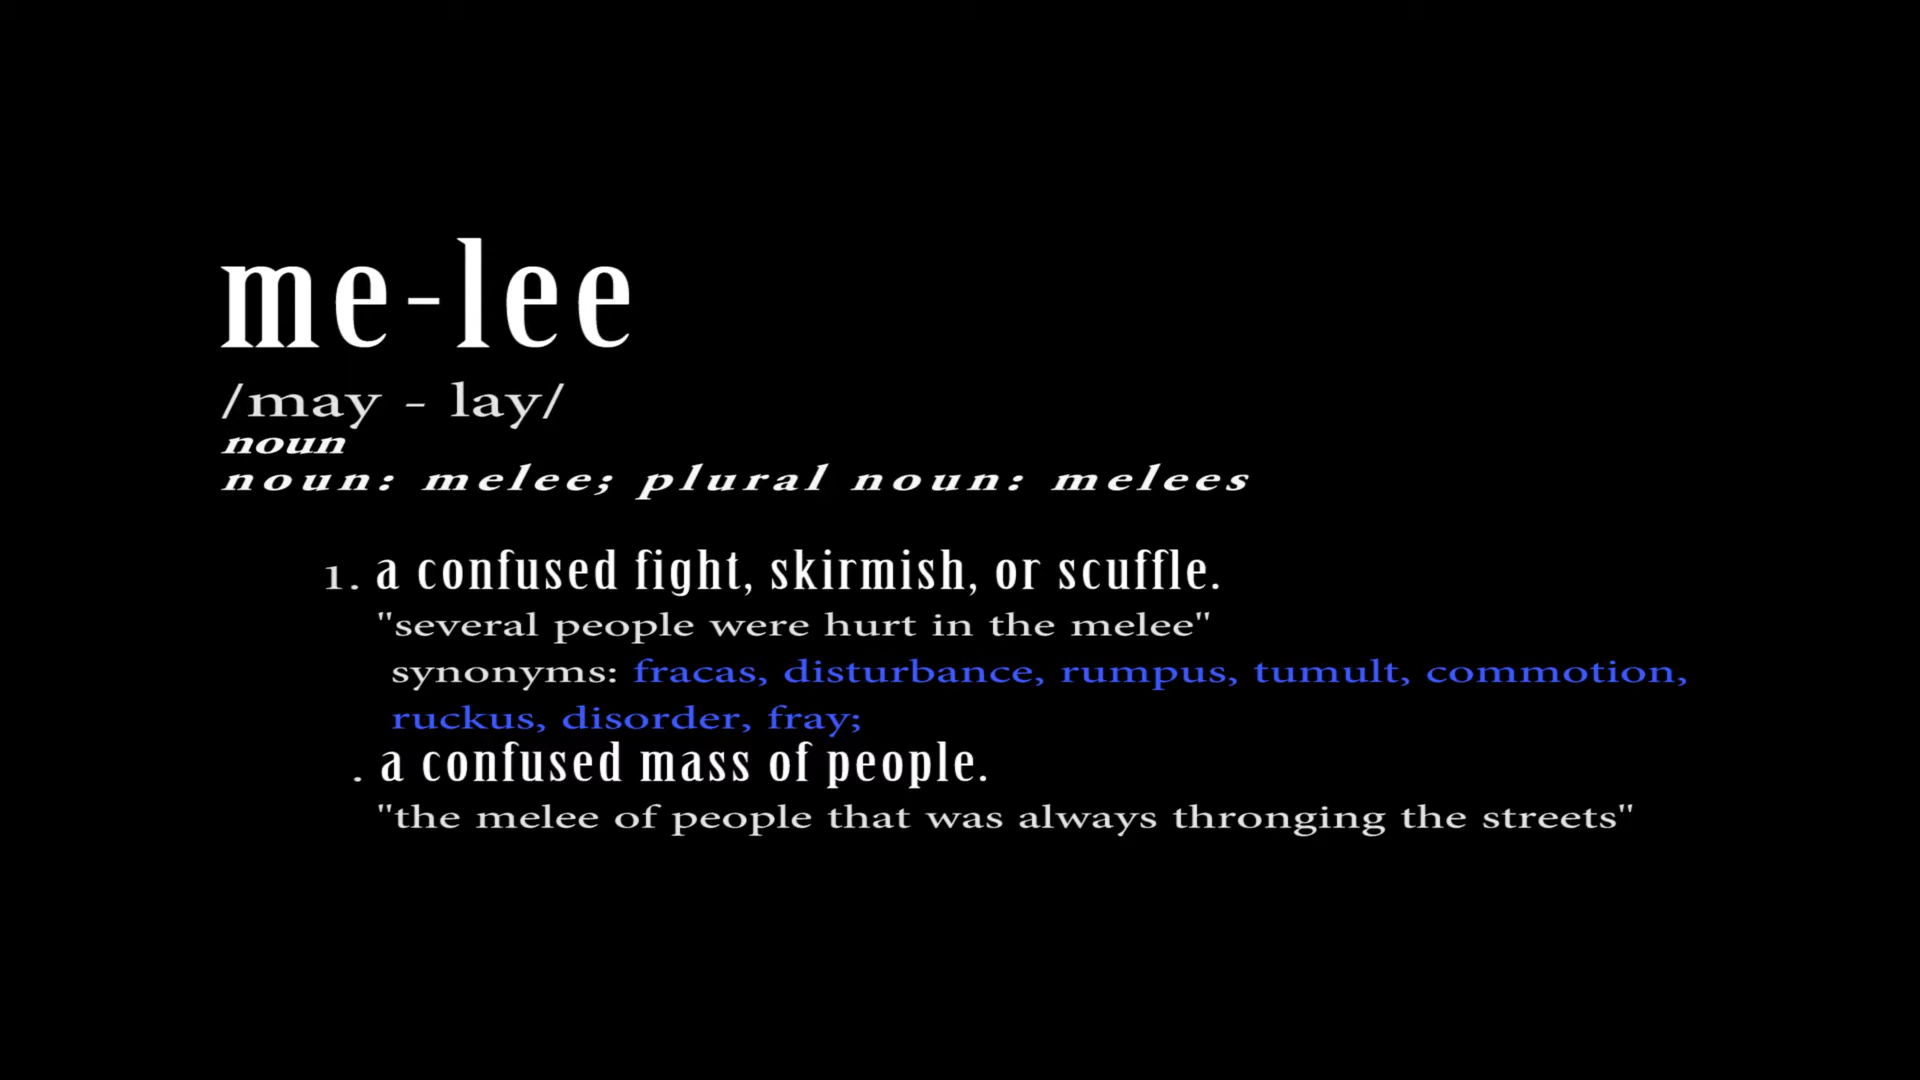 me-lee
/may - lay/
noun
noun: melee; plural noun: melees
1. a confused fight, skirmish, or scuffle.
"several people were hurt in the melee"
synonyms: fracas, disturbance, rumpus, tumult, commotion,
ruckus, disorder, fray;
. a confused mass of people.
"the melee of people that was always thronging the streets"